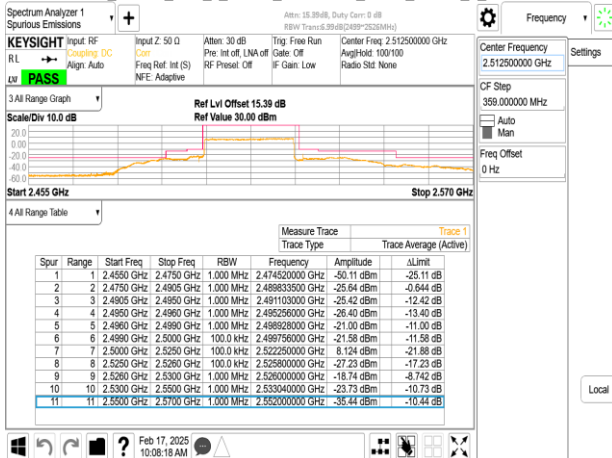 Spectrum Analyzer 1
Spurious Emissions
Attn: 15.39dB, Duty Corr: 0 dB
RBW Trans:6.99dB(2499~2526MHz)
Frequency
KEYSIGHT
Input: RF
Input Z: 50 Ω
Atten: 30 dB
Trig: Free Run
Center Freq: 2.512500000 GHz
RL
Coupling: DC
Corr
Pre: Int off, LNA off
Gate: Off
Avg|Hold: 100/100
Align: Auto
Freq Ref: Int (S)
RF Preset: Off
IF Gain: Low
Radio Std: None
NFE: Adaptive
LXI
PASS
Center Frequency
2.512500000 GHz
Settings
CF Step
359.000000 MHz
Auto
Man
Freq Offset
0 Hz
3 All Range Graph
Ref Lvl Offset 15.39 dB
Scale/Div 10.0 dB
Ref Value 30.00 dBm
20.0
0.00
-20.0
-40.0
-60.0
Start 2.455 GHz
Stop 2.570 GHz
4 All Range Table
Measure Trace Trace 1
Trace Type Trace Average (Active)
Spur Range Start Freq Stop Freq RBW Frequency Amplitude ΔLimit
1 1 2.4550 GHz 2.4750 GHz 1.000 MHz 2.474520000 GHz -50.11 dBm -25.11 dB
2 2 2.4750 GHz 2.4905 GHz 1.000 MHz 2.489833500 GHz -25.64 dBm -0.644 dB
3 3 2.4905 GHz 2.4950 GHz 1.000 MHz 2.491103000 GHz -25.42 dBm -12.42 dB
4 4 2.4950 GHz 2.4960 GHz 1.000 MHz 2.495256000 GHz -26.40 dBm -13.40 dB
5 5 2.4960 GHz 2.4990 GHz 1.000 MHz 2.498928000 GHz -21.00 dBm -11.00 dB
6 6 2.4990 GHz 2.5000 GHz 100.0 kHz 2.499756000 GHz -21.58 dBm -11.58 dB
7 7 2.5000 GHz 2.5250 GHz 100.0 kHz 2.522250000 GHz 8.124 dBm -21.88 dB
8 8 2.5250 GHz 2.5260 GHz 100.0 kHz 2.525800000 GHz -27.23 dBm -17.23 dB
9 9 2.5260 GHz 2.5300 GHz 1.000 MHz 2.526000000 GHz -18.74 dBm -8.742 dB
10 10 2.5300 GHz 2.5500 GHz 1.000 MHz 2.533040000 GHz -23.73 dBm -10.73 dB
11 11 2.5500 GHz 2.5700 GHz 1.000 MHz 2.552000000 GHz -35.44 dBm -10.44 dB
Local
Feb 17, 2025
10:08:18 AM